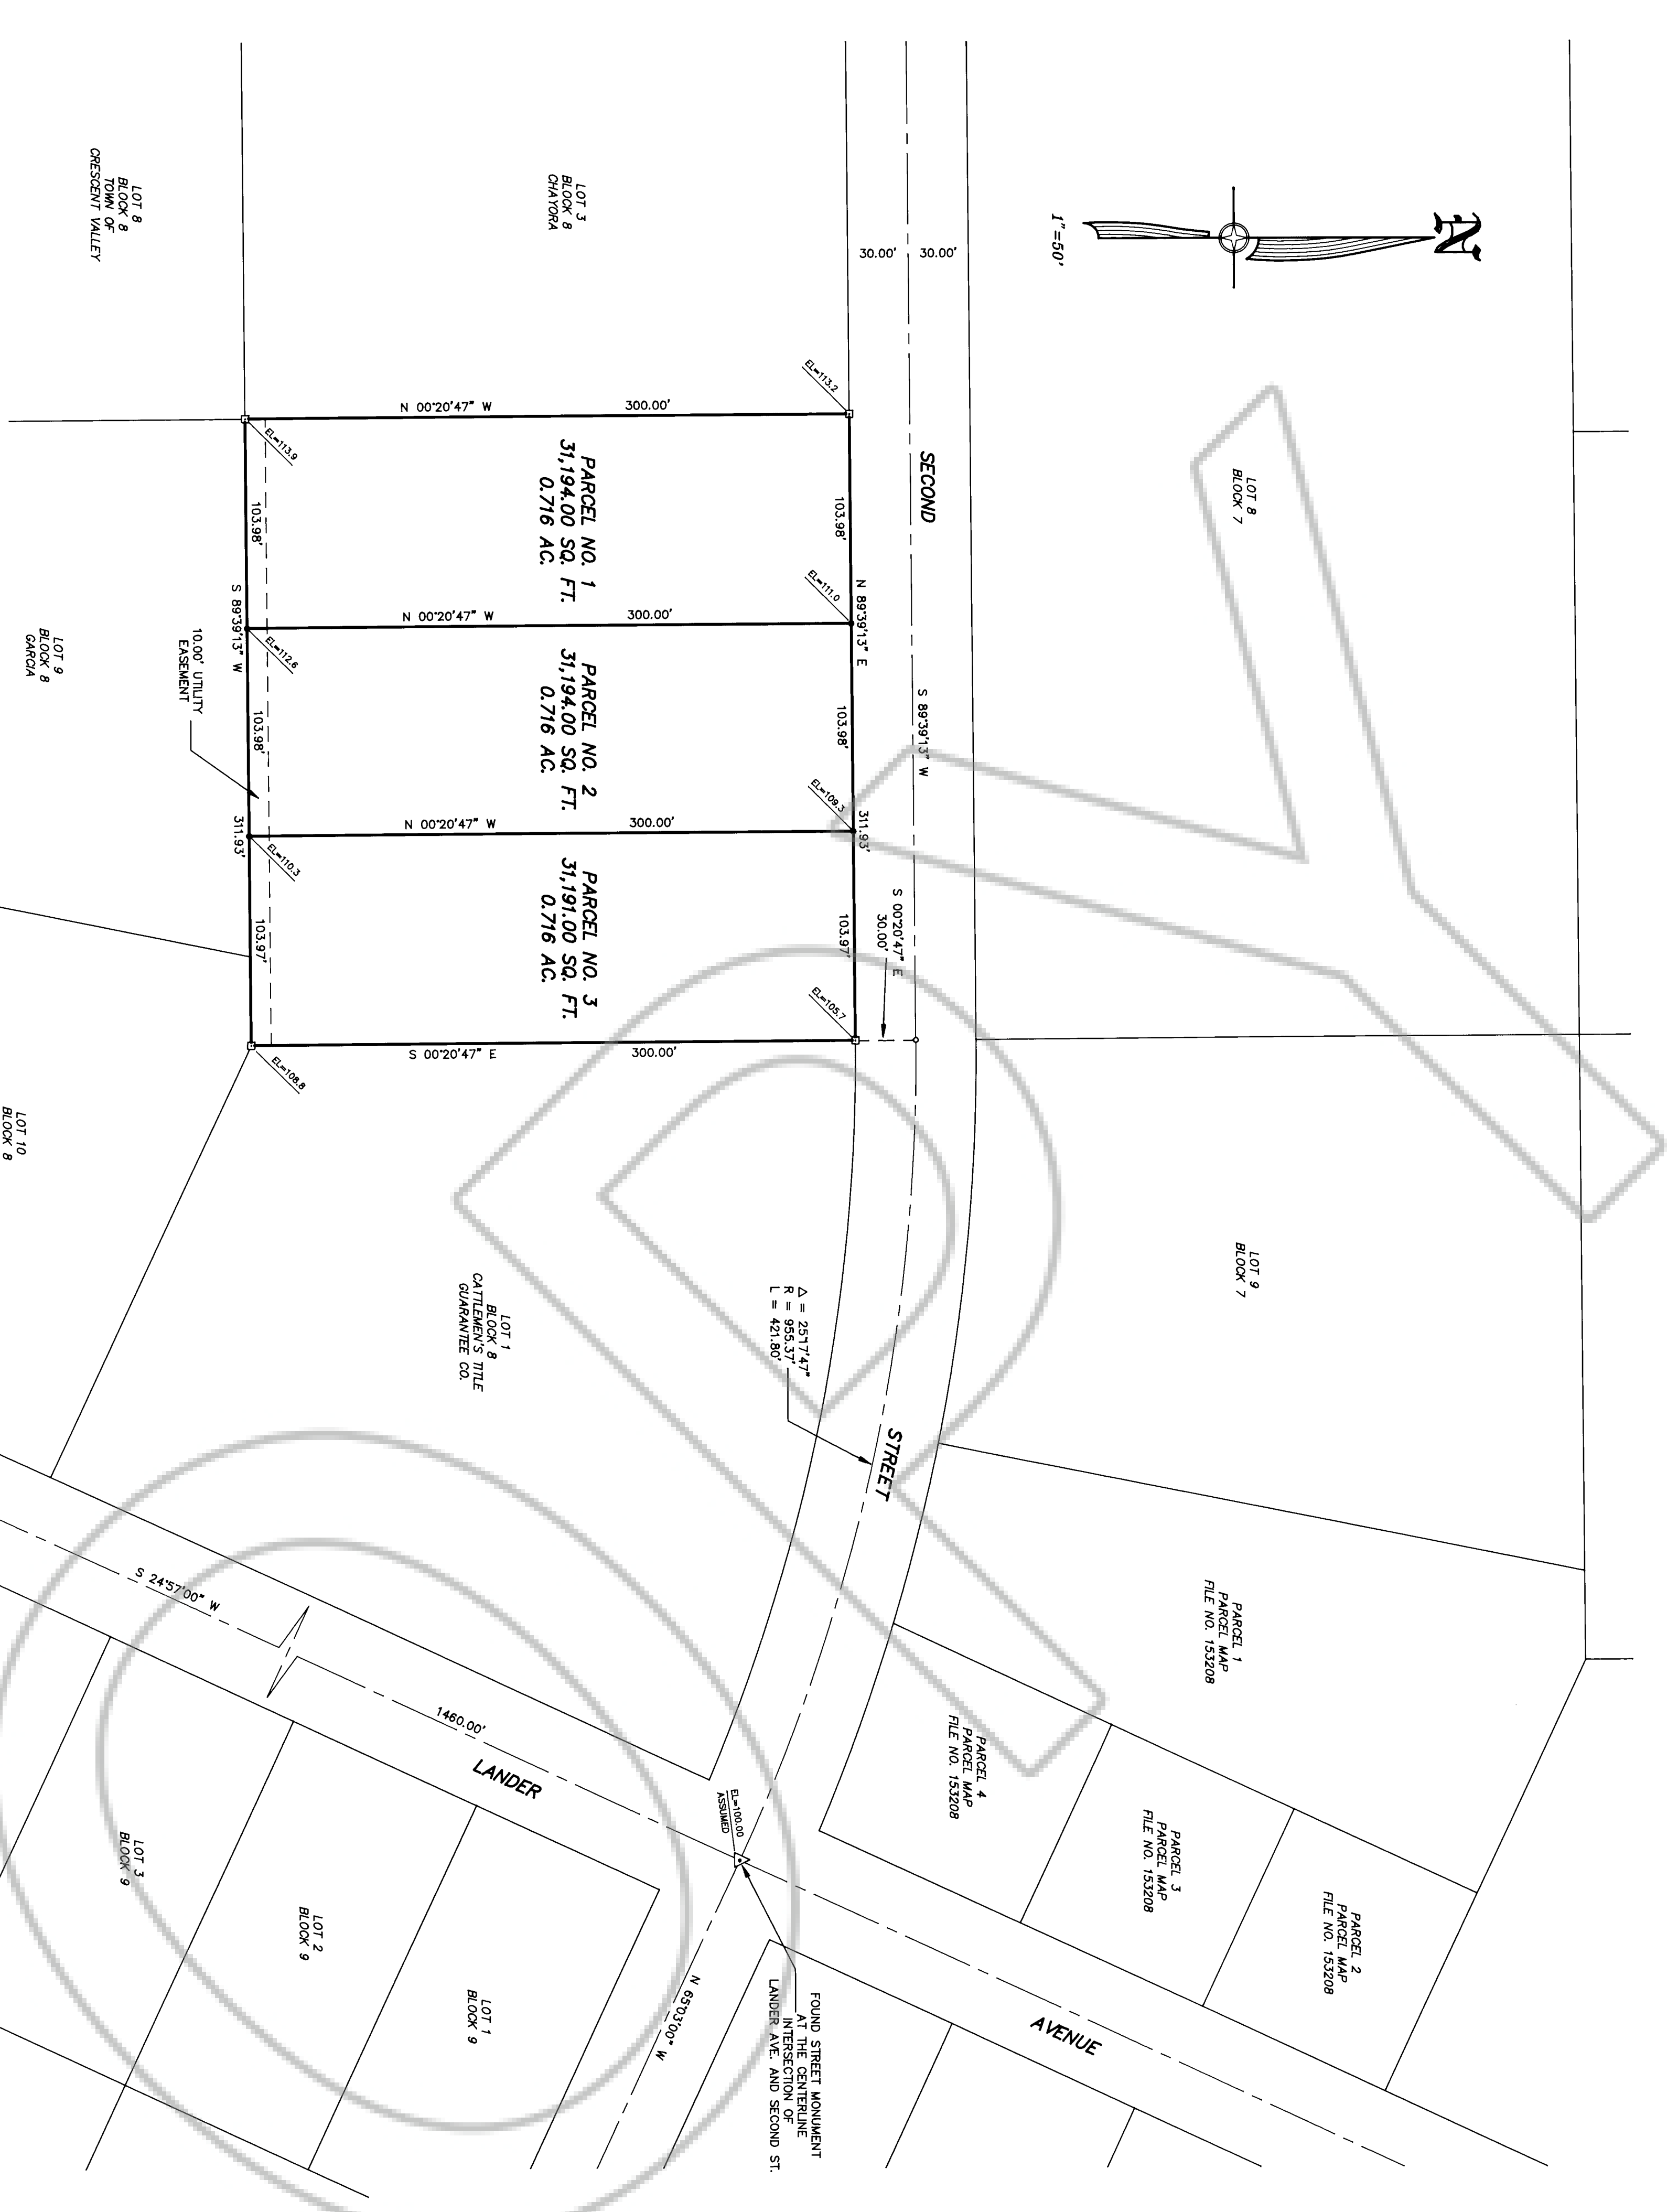 N
1"=50'
LOT 8
BLOCK 7
LOT 9
BLOCK 7
PARCEL 1
PARCEL MAP
FILE NO. 153208
PARCEL 2
PARCEL MAP
FILE NO. 153208
PARCEL 3
PARCEL MAP
FILE NO. 153208
PARCEL 4
PARCEL MAP
FILE NO. 153208
30.00'
30.00'
SECOND
S 89°39'13" W
STREET
S 00°20'47" E
30.00'
Δ = 25°17'47"
R = 955.37'
L = 421.80'
AVENUE
FOUND STREET MONUMENT
AT THE CENTERLINE
INTERSECTION OF
LANDER AVE. AND SECOND ST.
EL=100.00
ASSUMED
N 65°03'00" W
LOT 3
BLOCK 8
CHAYORA
EL=113.2
103.98'
EL=111.0
N 89°39'13" E
103.98'
EL=109.3
311.93'
103.97'
EL=105.7
300.00'
N 00°20'47" W
300.00'
N 00°20'47" W
300.00'
N 00°20'47" W
300.00'
S 00°20'47" E
PARCEL NO. 1
31,194.00 SQ. FT.
0.716 AC.
PARCEL NO. 2
31,194.00 SQ. FT.
0.716 AC.
PARCEL NO. 3
31,191.00 SQ. FT.
0.716 AC.
LOT 1
BLOCK 8
CATTLEMEN'S TITLE
GUARANTEE CO.
EL=113.9
103.98'
S 89°39'13" W
EL=112.6
103.98'
311.93'
EL=110.3
103.97'
EL=108.8
10.00' UTILITY
EASEMENT
LOT 8
BLOCK 8
TOWN OF
CRESCENT VALLEY
LOT 9
BLOCK 8
GARCIA
LOT 10
BLOCK 8
S 24°57'00" W
1460.00'
LANDER
LOT 1
BLOCK 9
LOT 2
BLOCK 9
LOT 3
BLOCK 9
COPY